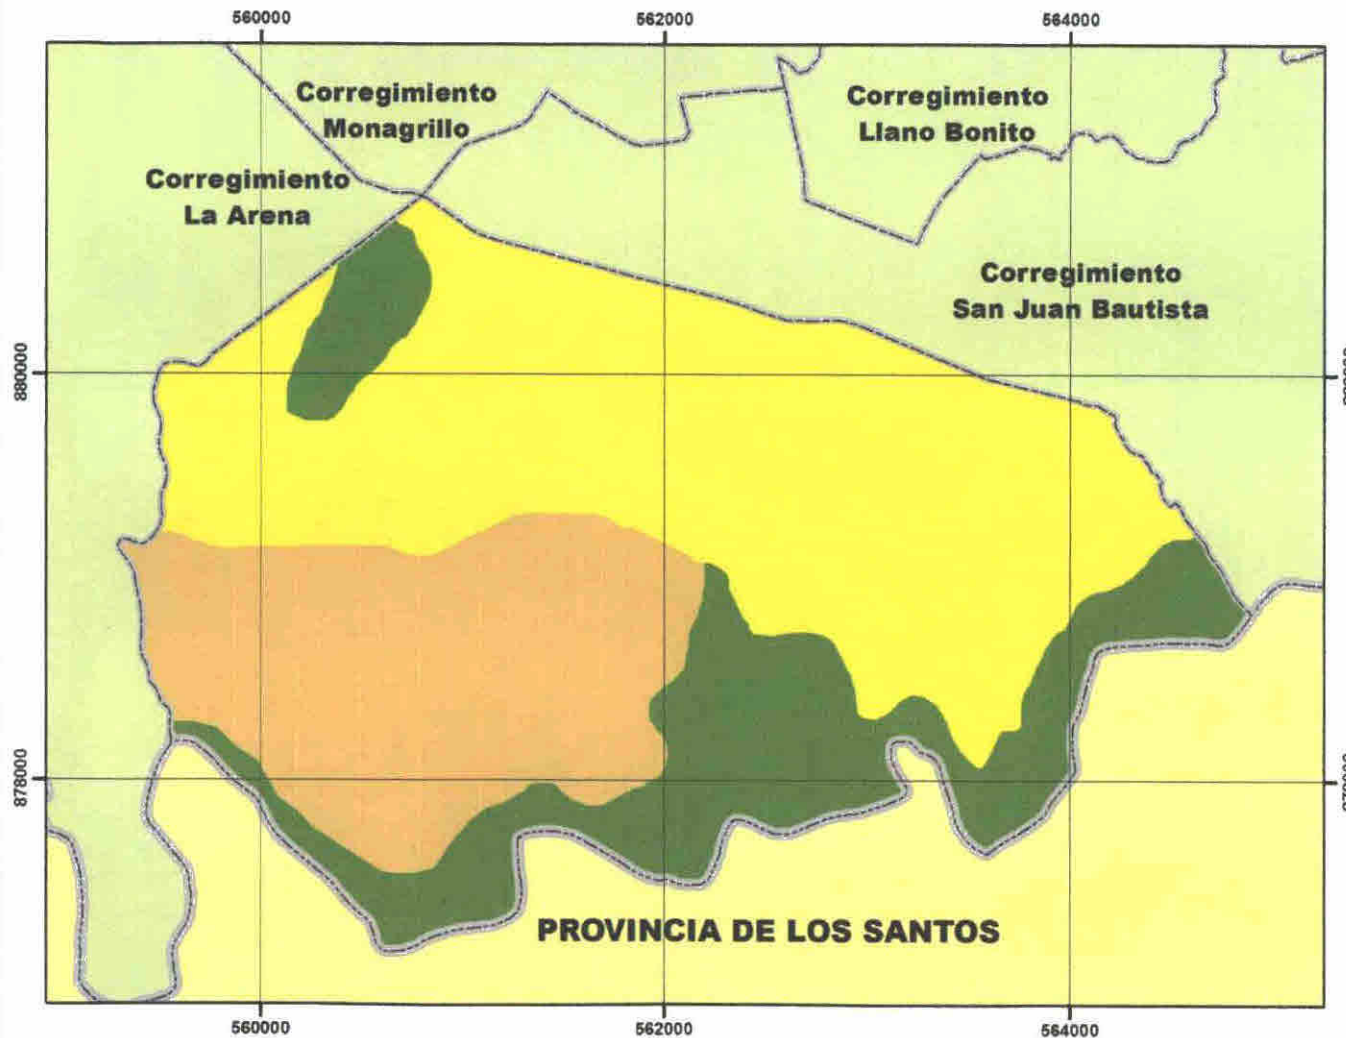 560000
562000
564000
Corregimiento
Monagrillo
Corregimiento
Llano Bonito
Corregimiento
La Arena
Corregimiento
San Juan Bautista
880000
878000
PROVINCIA DE LOS SANTOS
560000
562000
564000